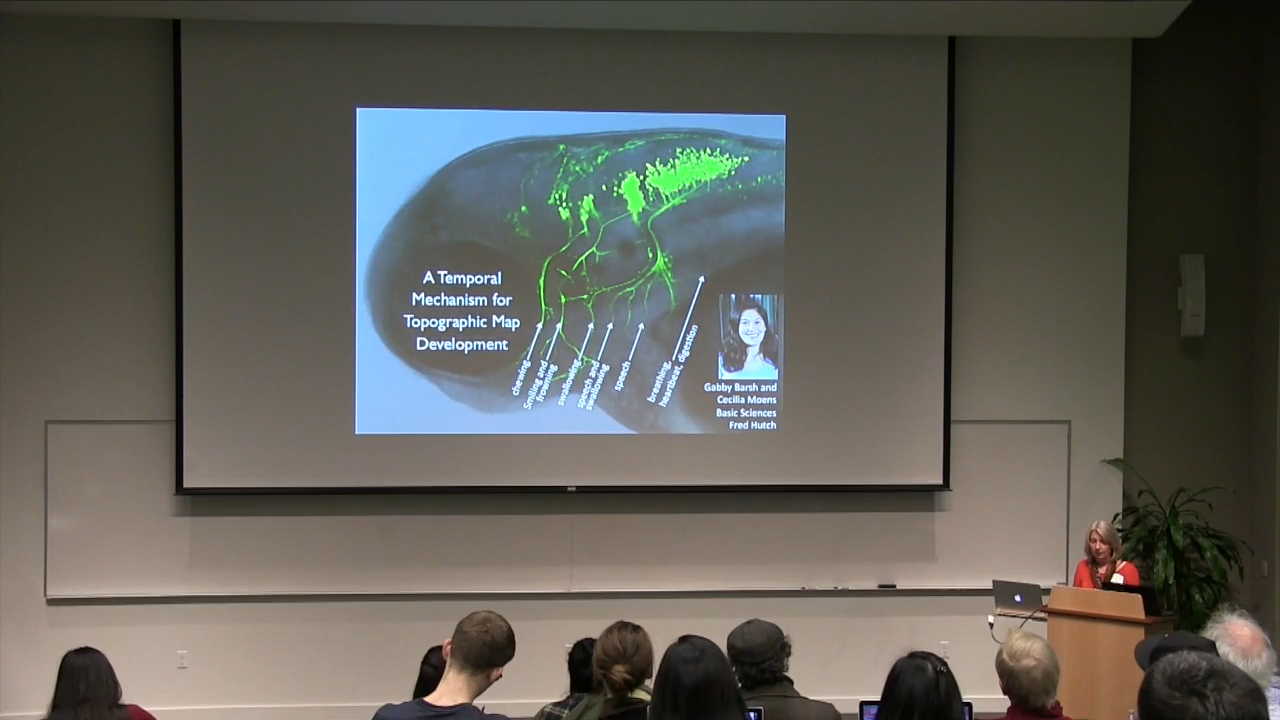 A Temporal
Mechanism for
Topographic Map
Development
chewing
Smiling and
frowning
swallowing
speech and
swallowing
speech
breathing,
heartbeat, digestion
Gabby Barsh and
Cecilia Moens
Basic Sciences
Fred Hutch